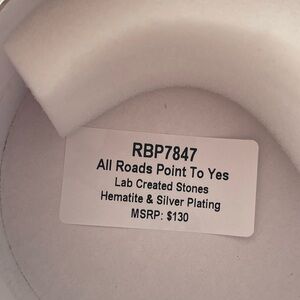 RBP7847
All Roads Point To Yes
Lab Created Stones
Hematite & Silver Plating
MSRP: $130